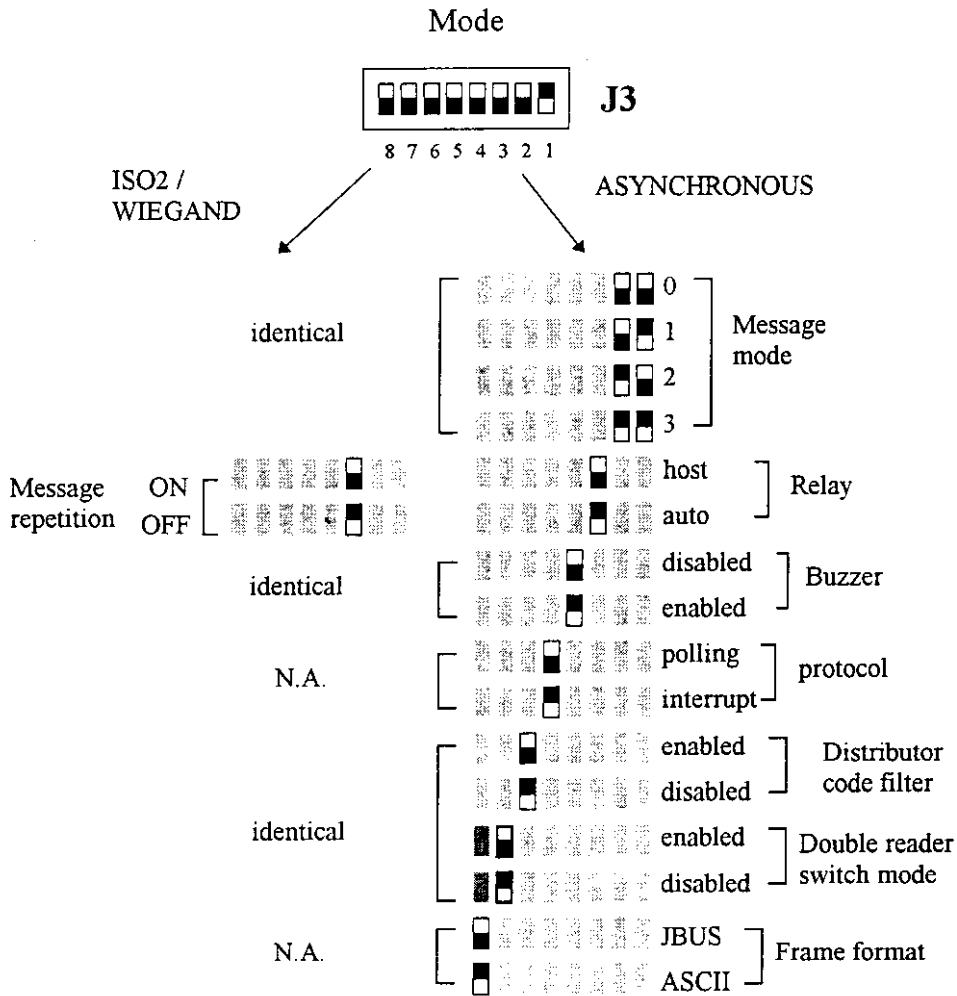 Mode
J3
8 7 6 5 4 3 2 1
ISO2 /
WIEGAND
ASYNCHRONOUS
identical
0
1
2
3
Message
mode
Message
repetition
ON
OFF
host
auto
Relay
identical
disabled
enabled
Buzzer
N.A.
polling
interrupt
protocol
identical
enabled
disabled
Distributor
code filter
enabled
disabled
Double reader
switch mode
N.A.
JBUS
ASCII
Frame format